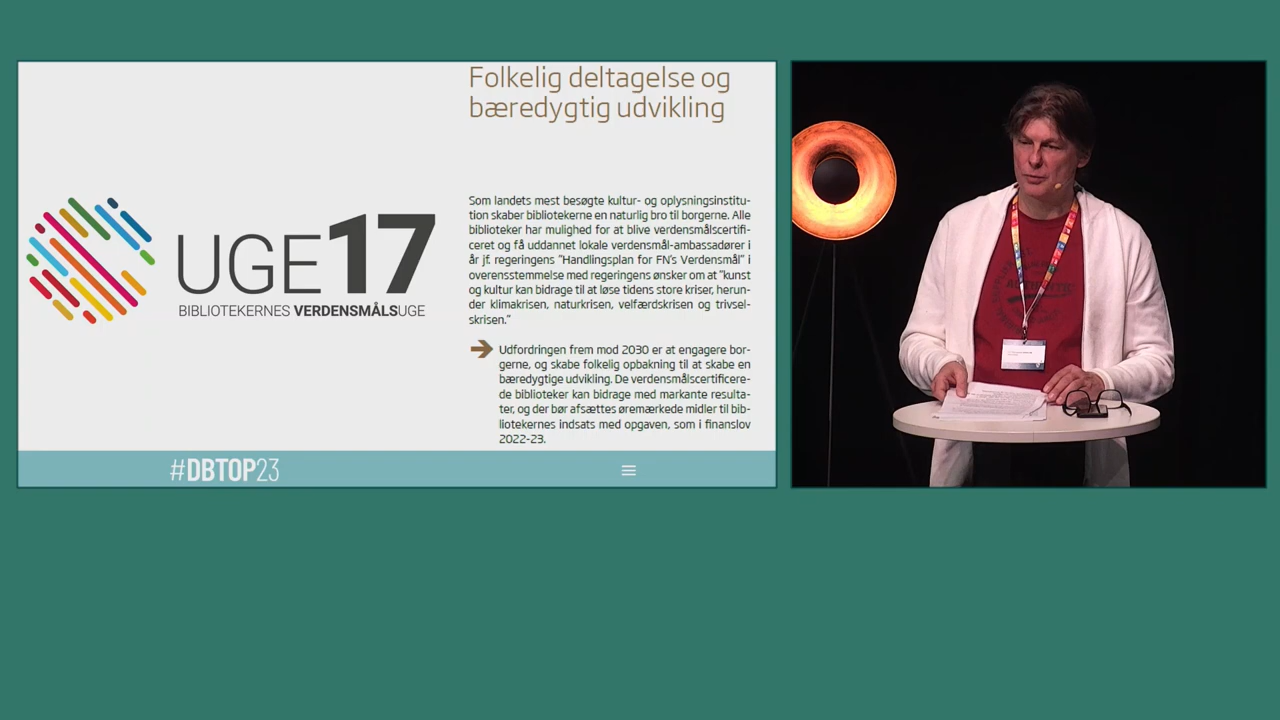 Folkelig deltagelse og
bæredygtig udvikling
UGE17
BIBLIOTEKERNES VERDENSMÅLSUGE
Som landets mest besøgte kultur- og oplysningsinstitu-
tion skaber bibliotekerne en naturlig bro til borgerne. Alle
biblioteker har mulighed for at blive verdensmålscertifi-
ceret og få uddannet lokale verdensmål-ambassadører i
år jf. regeringens "Handlingsplan for FN's Verdensmål" i
overensstemmelse med regeringens ønsker om at "kunst
og kultur kan bidrage til at løse tidens store kriser, herun-
der klimakrisen, naturkrisen, velfærdskrisen og trivsel-
skrisen."
Udfordringen frem mod 2030 er at engagere bor-
gerne, og skabe folkelig opbakning til at skabe en
bæredygtige udvikling. De verdensmålscertificere-
de biblioteker kan bidrage med markante resulta-
ter, og der bør afsættes øremærkede midler til bib-
liotekernes indsats med opgaven, som i finanslov
2022-23.
#DBTOP23